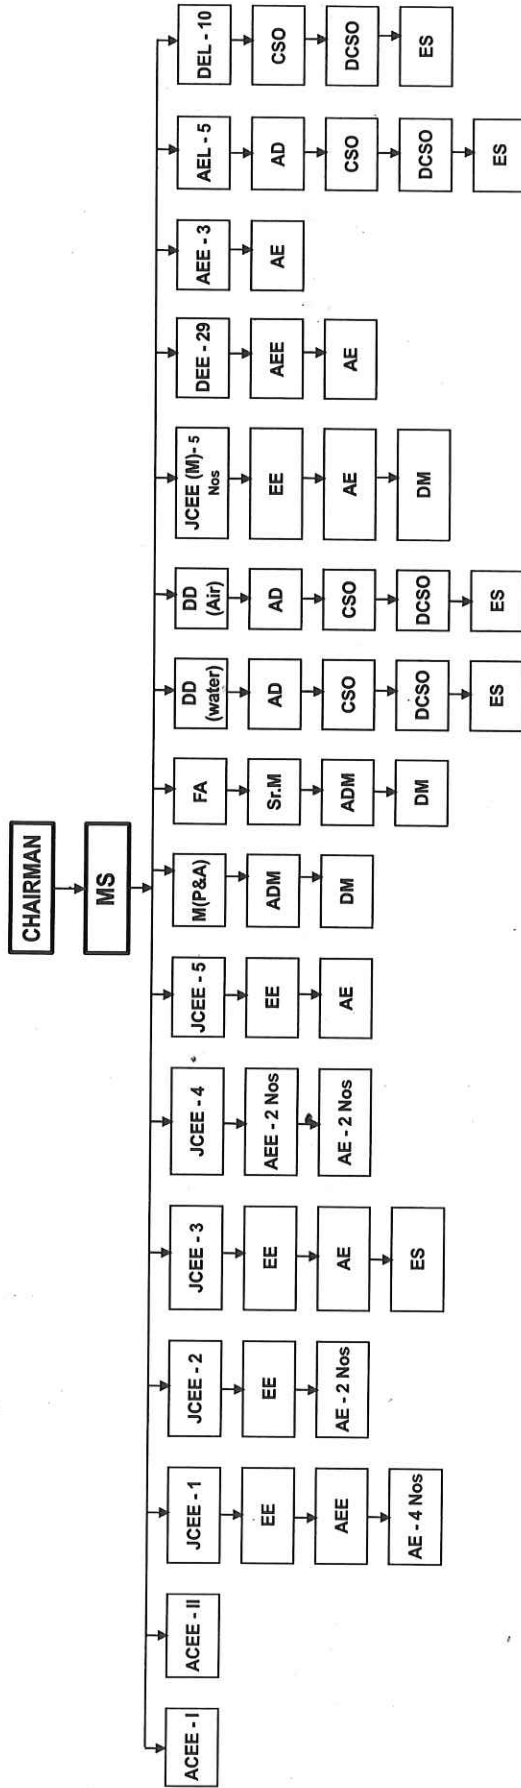 CHAIRMAN
MS
ACEE - I
ACEE - II
JCEE - 1
EE
AEE
AE - 4 Nos
JCEE - 2
EE
AE - 2 Nos
JCEE - 3
EE
AE
ES
JCEE - 4
AEE - 2 Nos
AE - 2 Nos
JCEE - 5
EE
AE
M(P&A)
ADM
DM
FA
Sr.M
ADM
DM
DD
(water)
AD
CSO
DCSO
ES
DD
(Air)
AD
CSO
DCSO
ES
JCEE (M)- 5
Nos
EE
AE
DM
DEE - 29
AEE
AE
AEE - 3
AE
AEL - 5
AD
CSO
DCSO
ES
DEL - 10
CSO
DCSO
ES